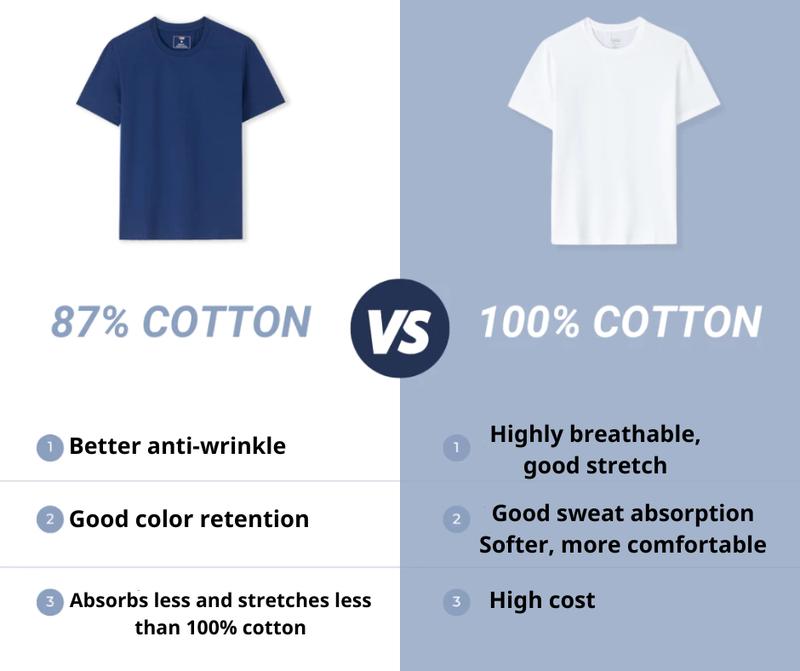 87% COTTON
VS
100% COTTON
1 Better anti-wrinkle
2 Good color retention
3 Absorbs less and stretches less
than 100% cotton
1 Highly breathable,
good stretch
2 Good sweat absorption
Softer, more comfortable
3 High cost